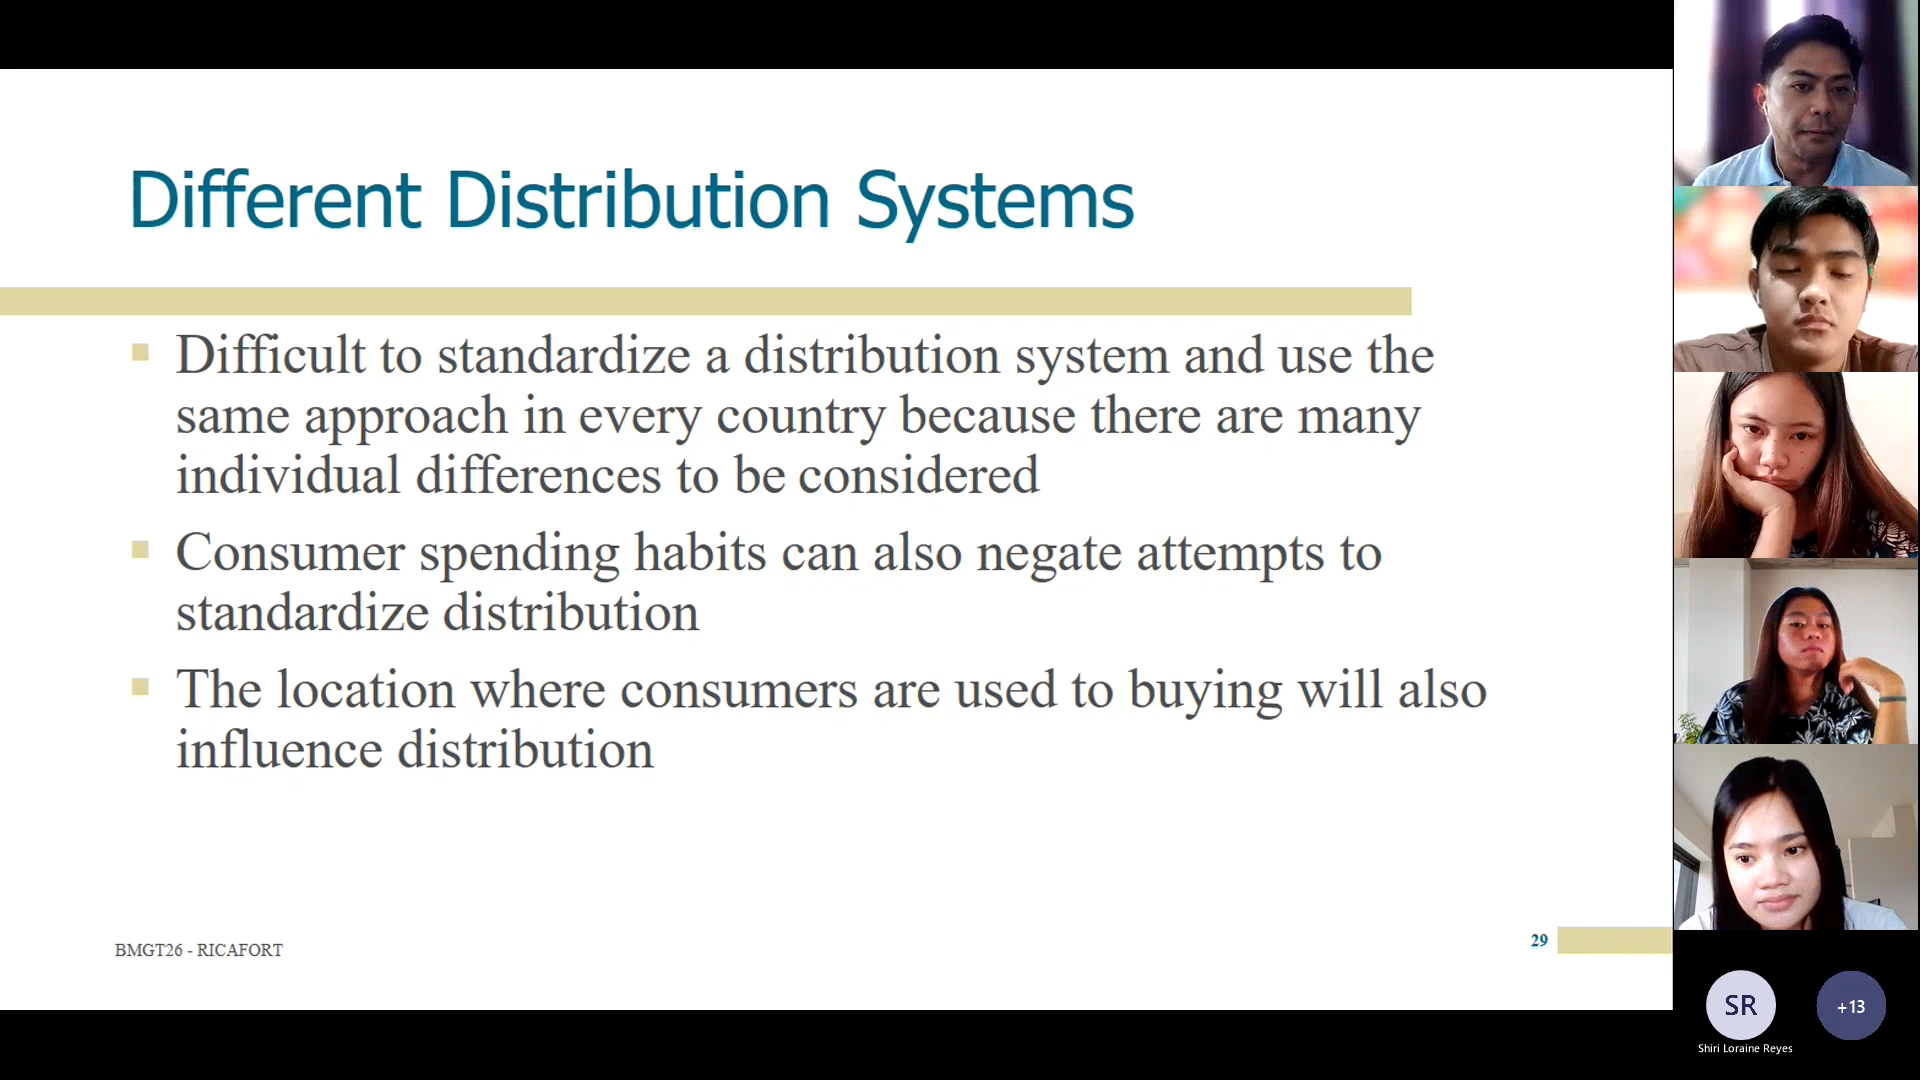 Different Distribution Systems
Difficult to standardize a distribution system and use the
same approach in every country because there are many
individual differences to be considered
Consumer spending habits can also negate attempts to
standardize distribution
The location where consumers are used to buying will also
influence distribution
BMGT26 - RICAFORT
29
SR
+13
Shiri Loraine Reyes